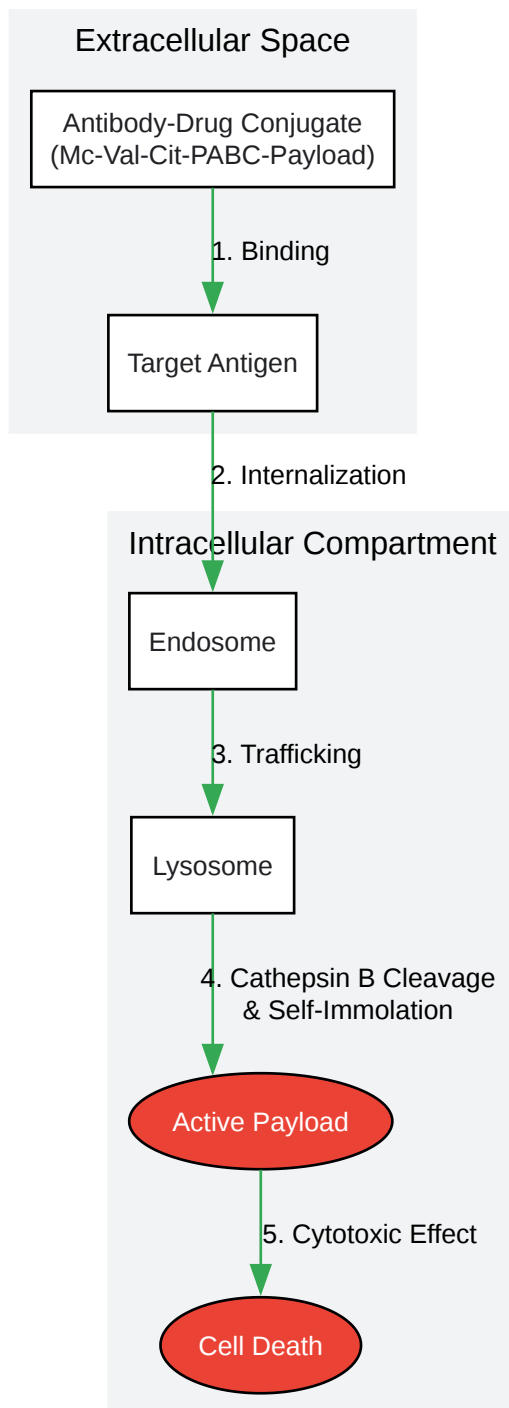 Extracellular Space
Antibody-Drug Conjugate
(Mc-Val-Cit-PABC-Payload)
1. Binding
Target Antigen
2. Internalization
Intracellular Compartment
Endosome
3. Trafficking
Lysosome
4. Cathepsin B Cleavage
& Self-Immolation
Active Payload
5. Cytotoxic Effect
Cell Death